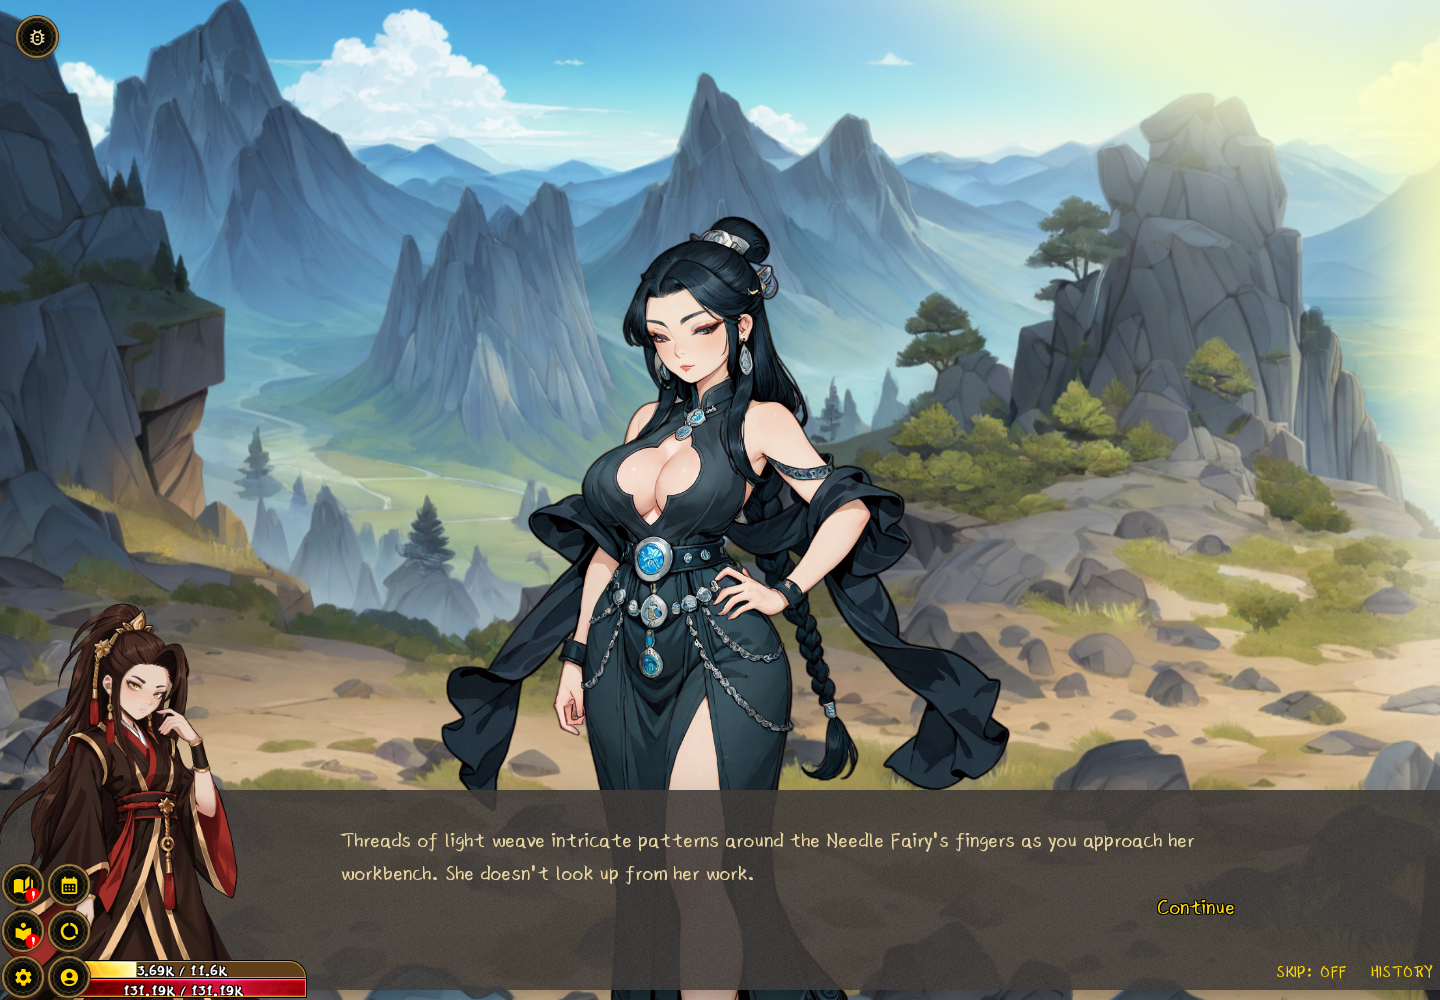 Threads of light weave intricate patterns around the Needle Fairy's fingers as you approach her
workbench. She doesn't look up from her work.
Continue
3.69K / 11.6K
131.19K / 131.19K
SKIP: OFF HISTORY